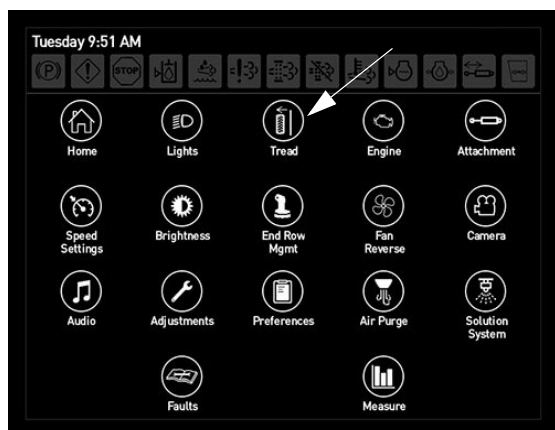 Tuesday 9:51 AM
STOP
Home Lights Tread Engine Attachment
Speed Settings Brightness End Row Mgmt Fan Reverse Camera
Audio Adjustments Preferences Air Purge Solution System
Faults Measure